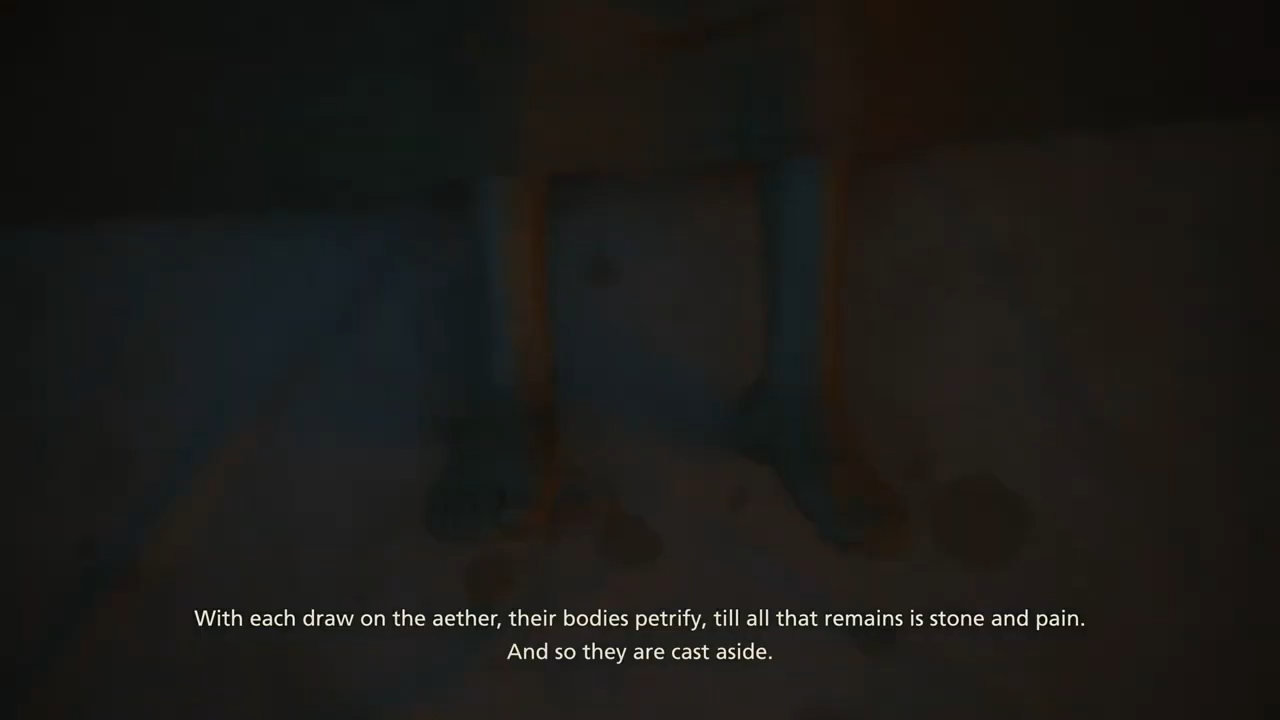 With each draw on the aether, their bodies petrify, till all that remains is stone and pain.
And so they are cast aside.